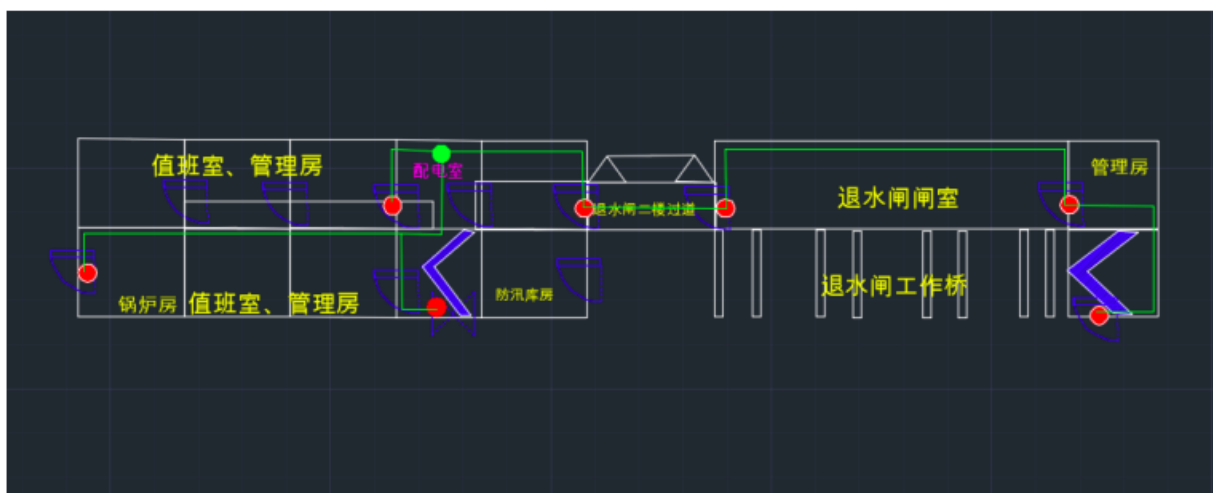 值班室、管理房
配电室
管理房
退水闸二楼过道
退水闸闸室
锅炉房
值班室、管理房
防汛库房
退水闸工作桥